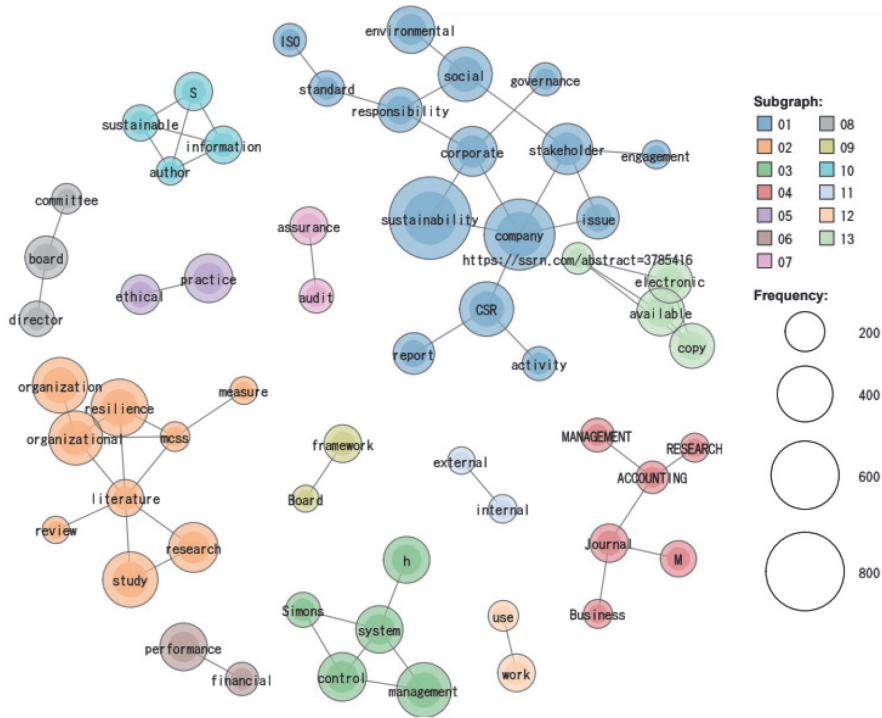 environmental
ISO
social
governance
standard
responsibility
S
sustainable
information
author
corporate
stakeholder
engagement
committee
sustainability
company
issue
assurance
board
https://ssrn.com/abstract=3785416
practice
electronic
ethical
audit
CSR
available
director
copy
report
activity
organization
resilience
measure
organizational
mcss
framework
MANAGEMENT
RESEARCH
external
ACCOUNTING
literature
Board
internal
review
research
Journal
M
study
h
Simons
use
Business
system
performance
financial
control
management
work
Subgraph:
01
08
02
09
03
10
04
11
05
12
06
13
07
Frequency:
200
400
600
800